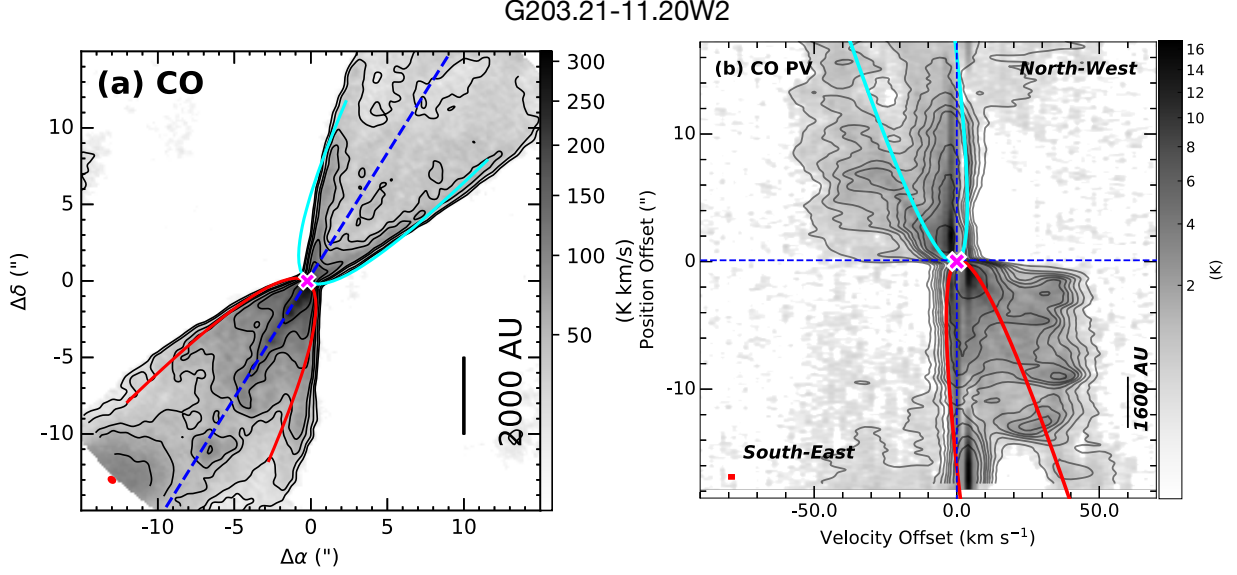 G203.21-11.20W2
(a) CO
10
5
0
-5
-10
Δδ (")
-10
-5
0
5
10
Δα (")
2000 AU
300
250
200
150
100
50
(K km/s)
(b) CO PV
North-West
10
0
-10
Position Offset (")
South-East
1600 AU
-50.0
0.0
50.0
Velocity Offset (km s⁻¹)
16
14
12
10
8
6
4
2
(K)